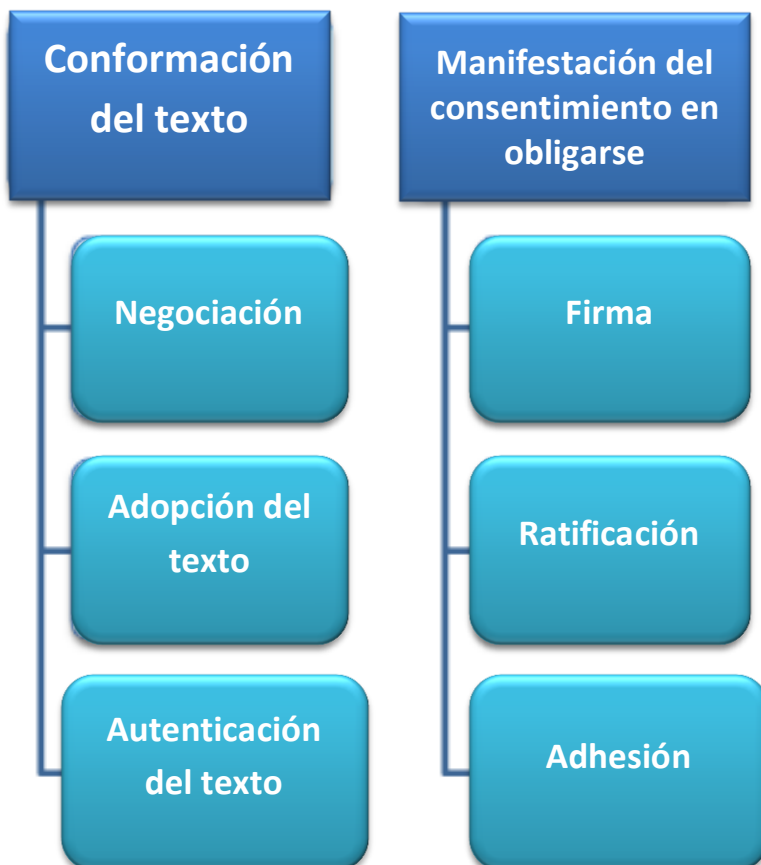 Conformación
del texto
Negociación
Adopción del
texto
Autenticación
del texto
Manifestación del
consentimiento en
obligarse
Firma
Ratificación
Adhesión